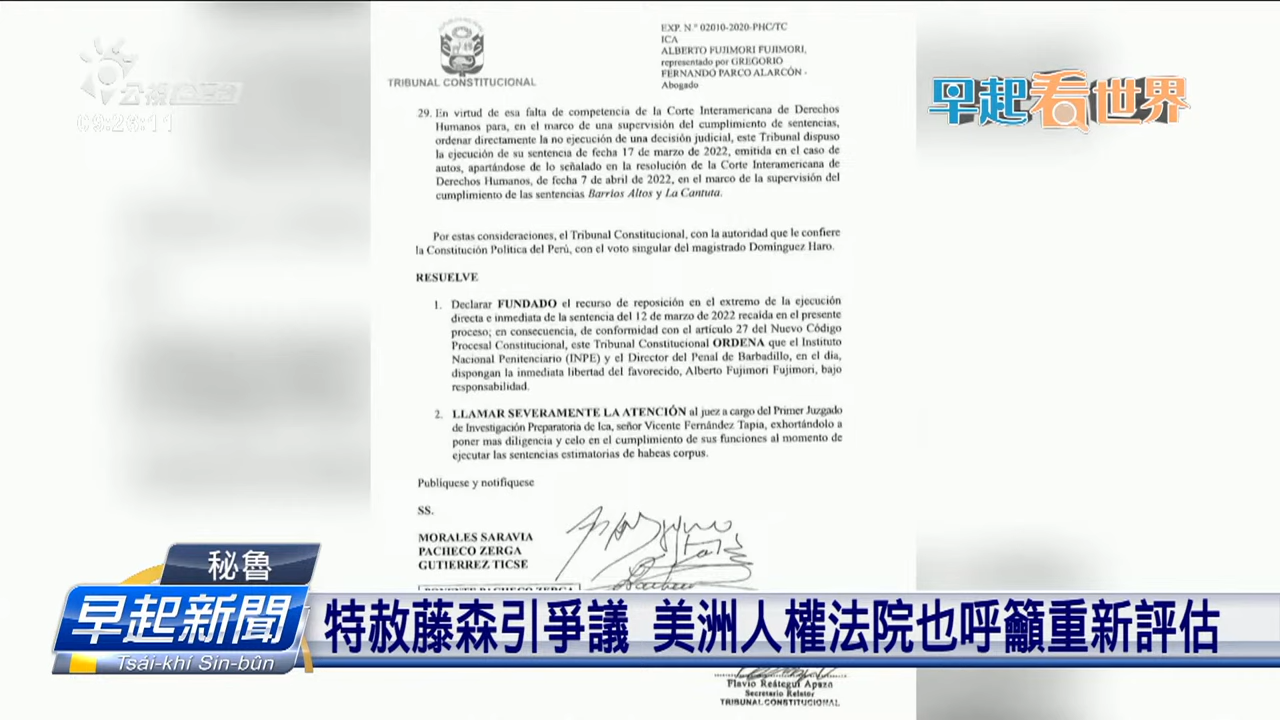 公視
09:23:11
早起看世界
TRIBUNAL CONSTITUCIONAL
EXP. N.° 02010-2020-PHC/TC
ICA
ALBERTO FUJIMORI FUJIMORI,
representado por GREGORIO
FERNANDO PARCO ALARCÓN -
Abogado
29. En virtud de esa falta de competencia de la Corte Interamericana de Derechos
Humanos para, en el marco de una supervisión del cumplimiento de sentencias,
ordenar directamente la no ejecución de una decisión judicial, este Tribunal dispuso
la ejecución de su sentencia de fecha 17 de marzo de 2022, emitida en el caso de
autos, apartándose de lo señalado en la resolución de la Corte Interamericana de
Derechos Humanos, de fecha 7 de abril de 2022, en el marco de la supervisión del
cumplimiento de las sentencias Barrios Altos y La Cantuta.
Por estas consideraciones, el Tribunal Constitucional, con la autoridad que le confiere
la Constitución Política del Perú, con el voto singular del magistrado Domínguez Haro.
RESUELVE
1. Declarar FUNDADO el recurso de reposición en el extremo de la ejecución
directa e inmediata de la sentencia del 12 de marzo de 2022 recaída en el presente
proceso; en consecuencia, de conformidad con el artículo 27 del Nuevo Código
Procesal Constitucional, este Tribunal Constitucional ORDENA que el Instituto
Nacional Penitenciario (INPE) y el Director del Penal de Barbadillo, en el día,
dispongan la inmediata libertad del favorecido, Alberto Fujimori Fujimori, bajo
responsabilidad.
2. LLAMAR SEVERAMENTE LA ATENCIÓN al juez a cargo del Primer Juzgado
de Investigación Preparatoria de Ica, señor Vicente Fernández Tapia, exhortándolo a
poner mas diligencia y celo en el cumplimiento de sus funciones al momento de
ejecutar las sentencias estimatorias de habeas corpus.
Publíquese y notifíquese
SS.
MORALES SARAVIA
PACHECO ZERGA
GUTIERREZ TICSE
PONENTE PACHECO ZERGA
秘魯
早起新聞
Tsái-khí Sin-bûn
特赦藤森引爭議 美洲人權法院也呼籲重新評估
Flavio Reátegui Apaza
Secretario Relator
TRIBUNAL CONSTITUCIONAL